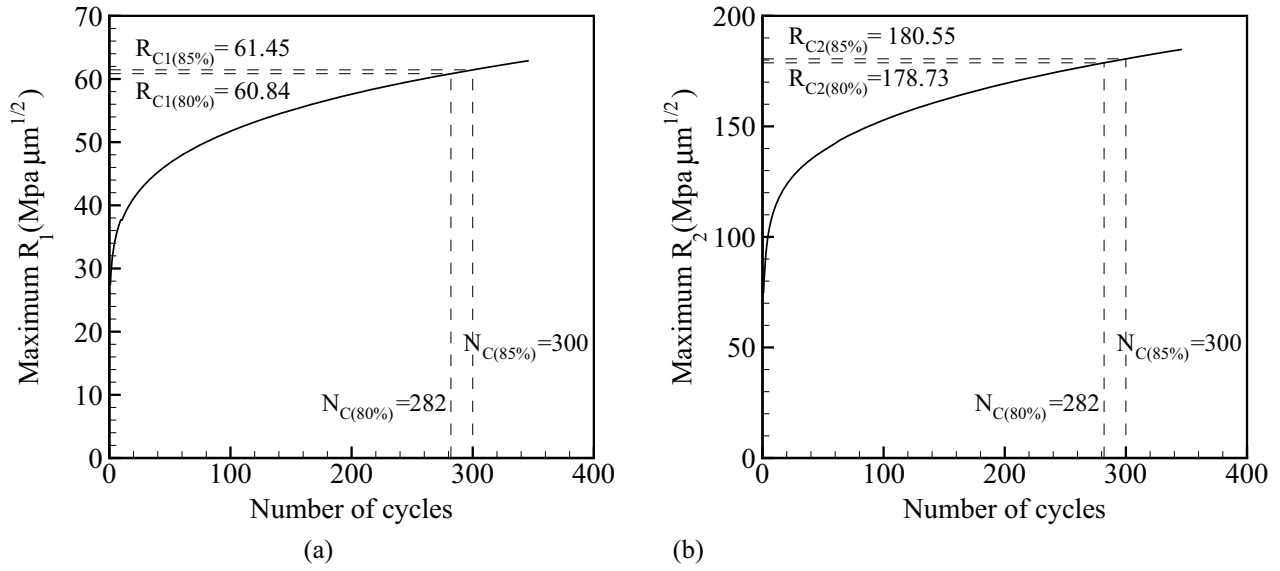 70
60
50
40
30
20
10
0
0 100 200 300 400
Maximum R1 (Mpa μm1/2)
Number of cycles
RC1(85%)= 61.45
RC1(80%)= 60.84
NC(85%)=300
NC(80%)=282
(a)
200
150
100
50
0
0 100 200 300 400
Maximum R2 (Mpa μm1/2)
Number of cycles
RC2(85%)= 180.55
RC2(80%)=178.73
NC(85%)=300
NC(80%)=282
(b)